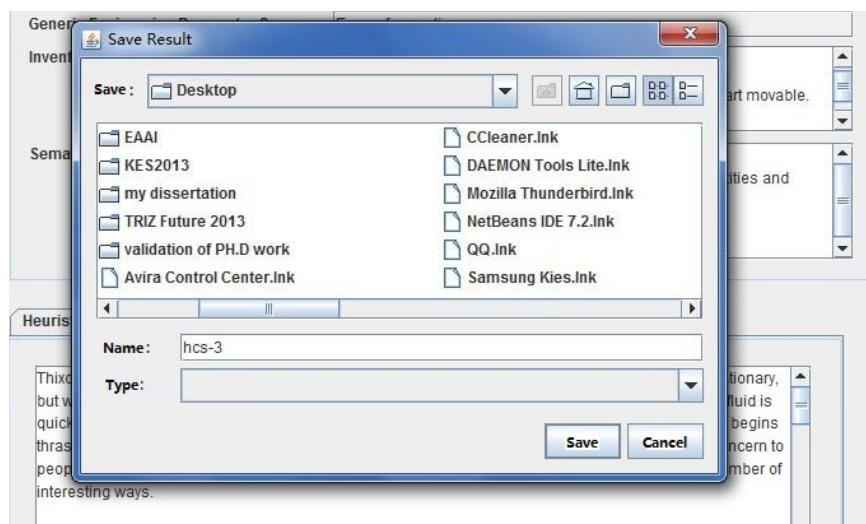 Save Result
Invent
Save :
Desktop
art movable.
EAAI
CCleaner.lnk
KES2013
DAEMON Tools Lite.lnk
Sema
ities and
my dissertation
Mozilla Thunderbird.lnk
TRIZ Future 2013
NetBeans IDE 7.2.lnk
validation of PH.D work
QQ.lnk
Avira Control Center.lnk
Samsung Kies.lnk
Heuris
Name :
hcs-3
Thixo
tionary,
Type:
but w
fluid is
quick
begins
thras
Save
Cancel
ncern to
peop
mber of
interesting ways.